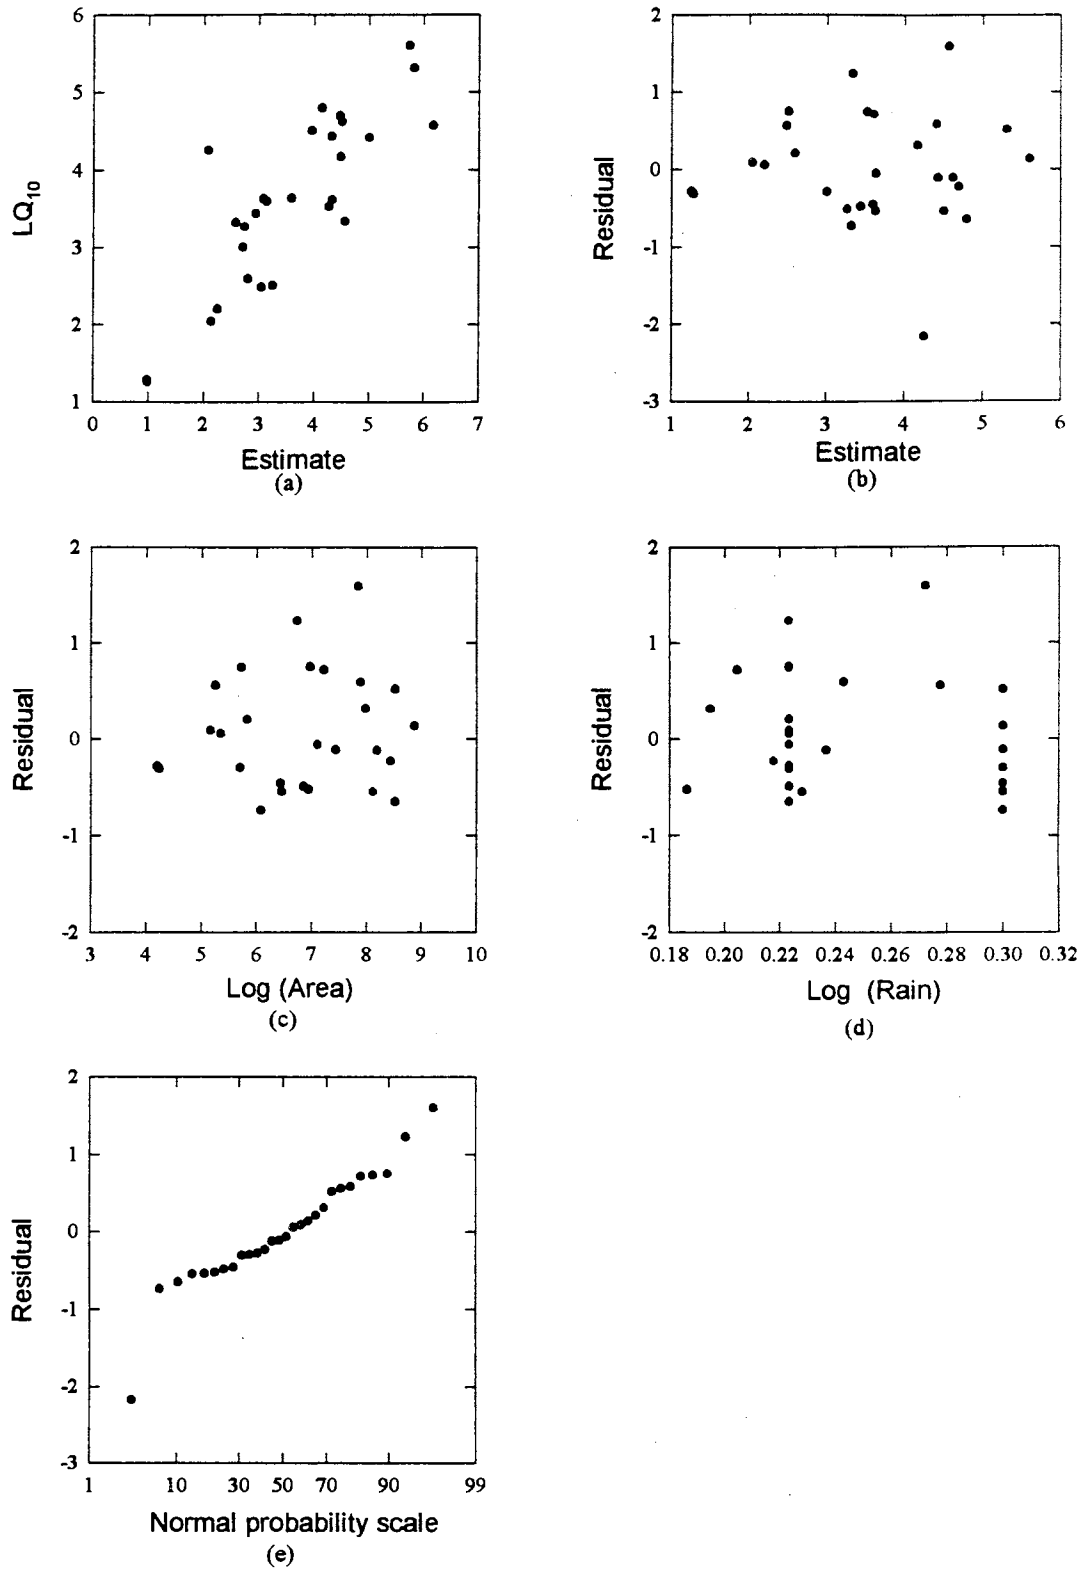 6
5
4
3
2
1
LQ10
0 1 2 3 4 5 6 7
Estimate
(a)
2
1
0
-1
-2
-3
Residual
1 2 3 4 5 6
Estimate
(b)
2
1
0
-1
-2
Residual
3 4 5 6 7 8 9 10
Log (Area)
(c)
2
1
0
-1
-2
Residual
0.18 0.20 0.22 0.24 0.26 0.28 0.30 0.32
Log (Rain)
(d)
2
1
0
-1
-2
-3
Residual
1 10 30 50 70 90 99
Normal probability scale
(e)